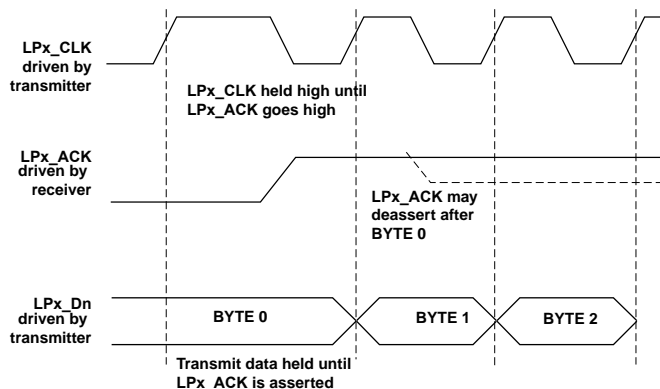 LPx_CLK
driven by
transmitter
LPx_CLK held high until
LPx_ACK goes high
LPx_ACK
driven by
receiver
LPx_ACK may
deassert after
BYTE 0
LPx_Dn
driven by
transmitter
BYTE 0
BYTE 1
BYTE 2
Transmit data held until
LPx_ACK is asserted